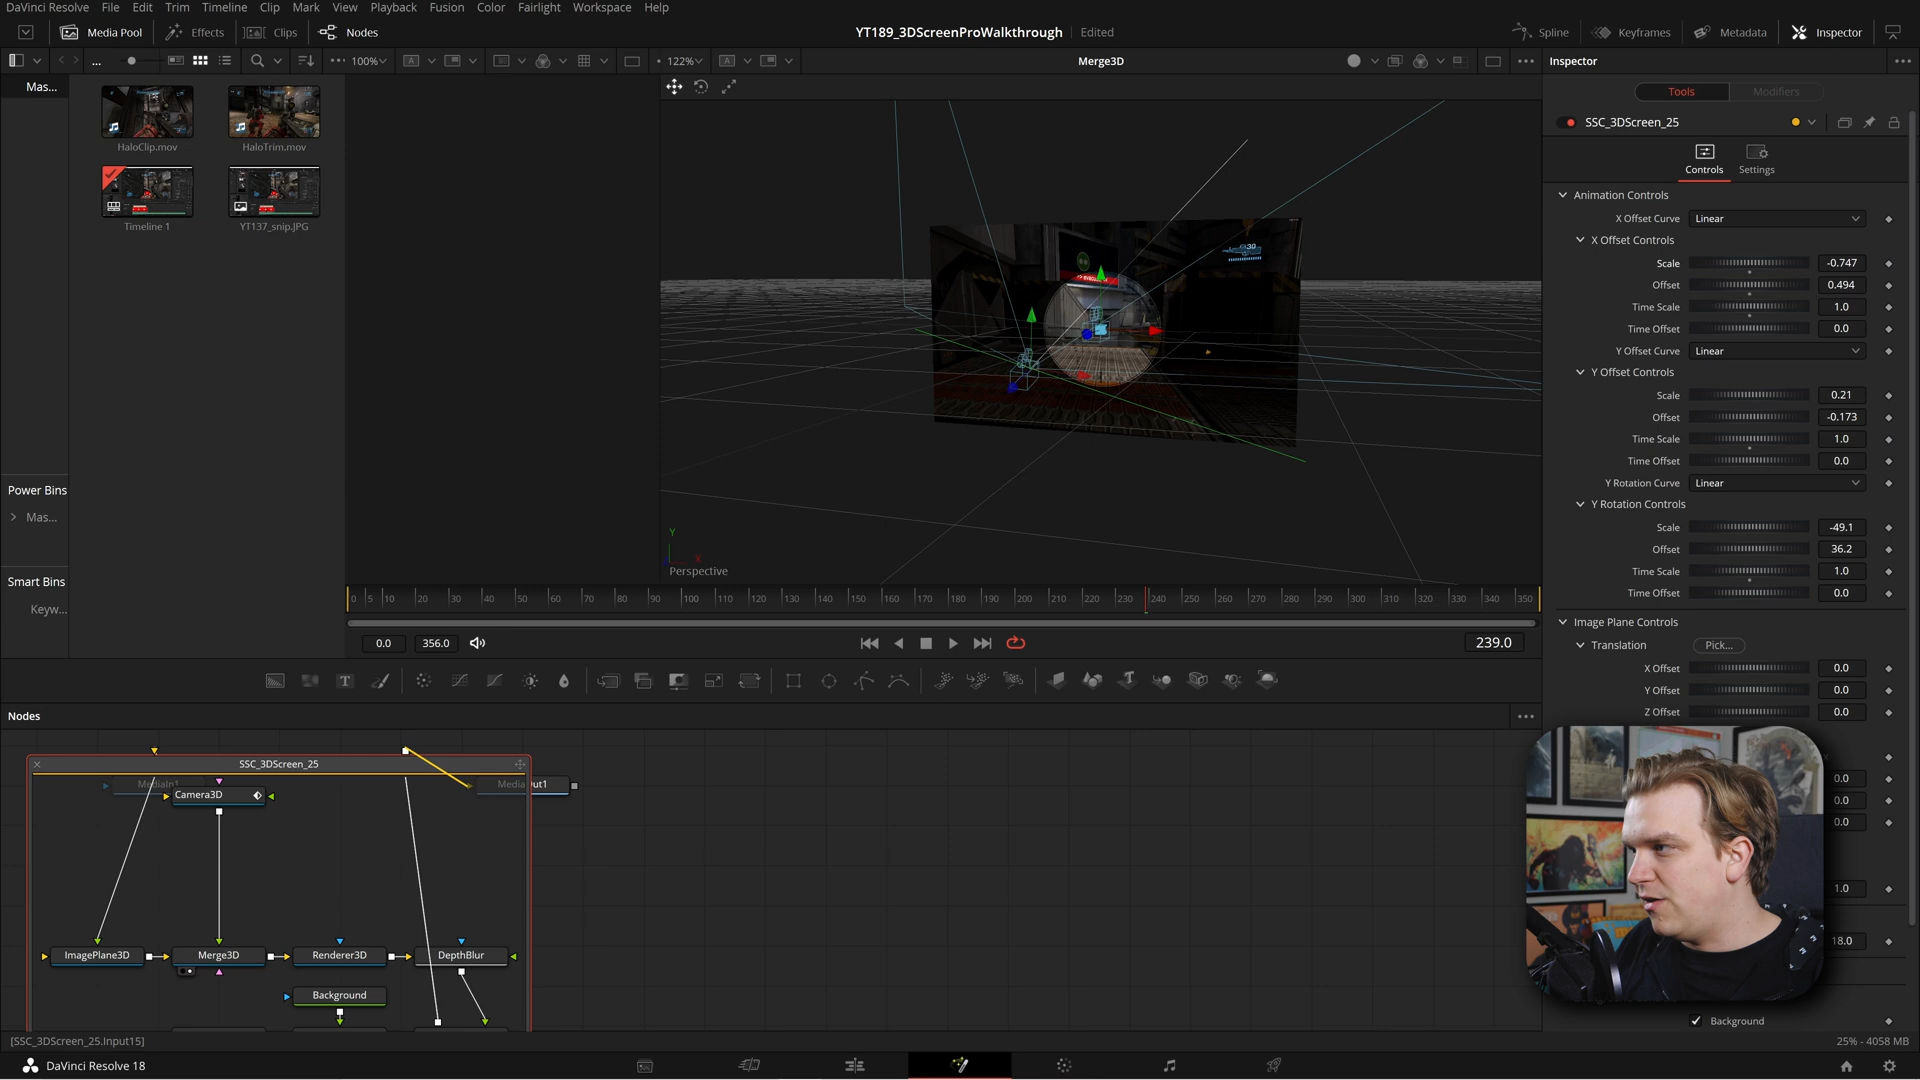 DaVinci Resolve File Edit Trim Timeline Clip Mark View Playback Fusion Color Fairlight Workspace Help
Media Pool Effects Clips Nodes YT189_3DScreenProWalkthrough Edited Spline Keyframes Metadata Inspector
... 100% 122% Merge3D Inspector
Mas...
HaloClip.mov HaloTrim.mov
Timeline 1 YT137_snip.JPG
Power Bins
Mas...
Smart Bins
Keyw...
30
Y
X
Perspective
0 5 10 20 30 40 50 60 70 80 90 100 110 120 130 140 150 160 170 180 190 200 210 220 230 240 250 260 270 280 290 300 310 320 330 340 350
0.0 356.0 239.0
T
Tools Modifiers
SSC_3DScreen_25
Controls Settings
Animation Controls
X Offset Curve Linear
X Offset Controls
Scale -0.747
Offset 0.494
Time Scale 1.0
Time Offset 0.0
Y Offset Curve Linear
Y Offset Controls
Scale 0.21
Offset -0.173
Time Scale 1.0
Time Offset 0.0
Y Rotation Curve Linear
Y Rotation Controls
Scale -49.1
Offset 36.2
Time Scale 1.0
Time Offset 0.0
Image Plane Controls
Translation Pick...
X Offset 0.0
Y Offset 0.0
Z Offset 0.0
0.0
0.0
0.0
1.0
18.0
Background
Nodes
SSC_3DScreen_25
MediaIn1 MediaOut1
Camera3D
ImagePlane3D Merge3D Renderer3D DepthBlur
Background
[SSC_3DScreen_25.Input15] 25% - 4058 MB
DaVinci Resolve 18